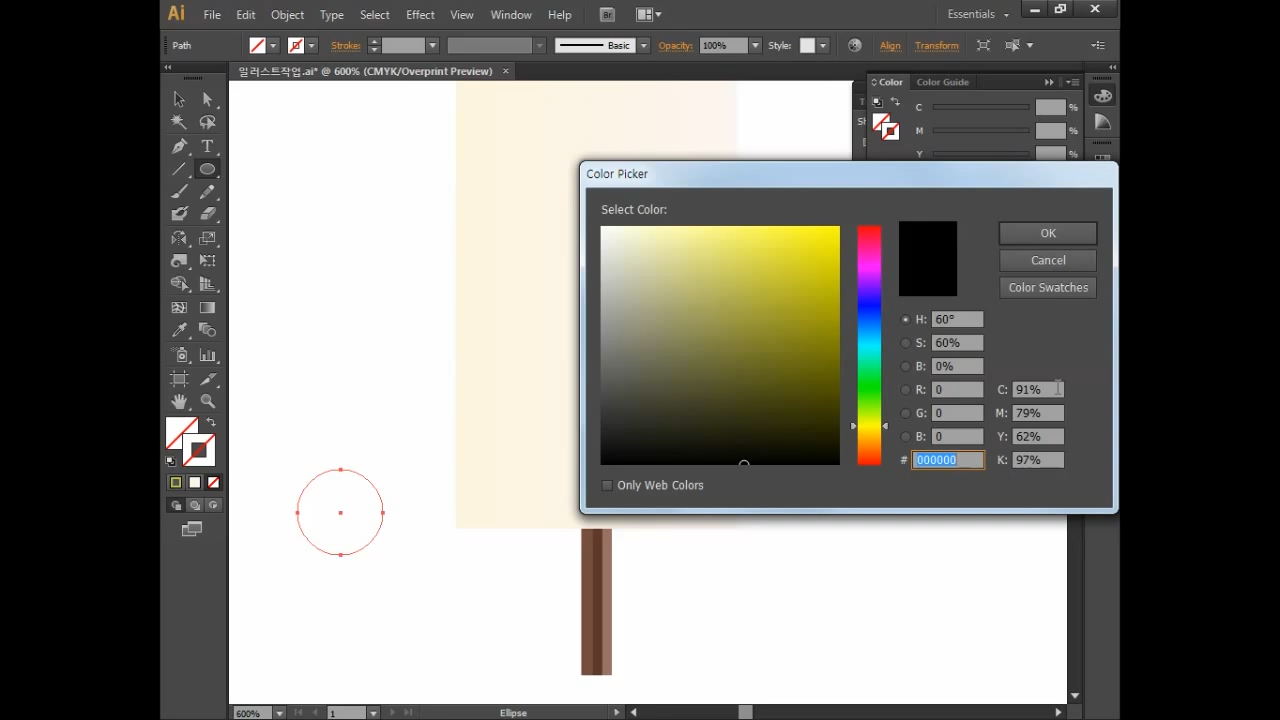 Ai File Edit Object Type Select Effect View Window Help Br Essentials
Path Stroke: Basic Opacity: 100% Style: Align Transform
일러스트작업.ai* @ 600% (CMYK/Overprint Preview) ×
Color Color Guide
C %
M %
Y %
Color Picker
Select Color:
OK
Cancel
Color Swatches
H: 60°
S: 60%
B: 0%
R: 0 C: 91%
G: 0 M: 79%
B: 0 Y: 62%
# 000000 K: 97%
Only Web Colors
600% 1 Ellipse